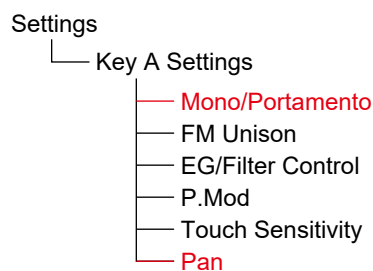 Settings
Key A Settings
Mono/Portamento
FM Unison
EG/Filter Control
P.Mod
Touch Sensitivity
Pan